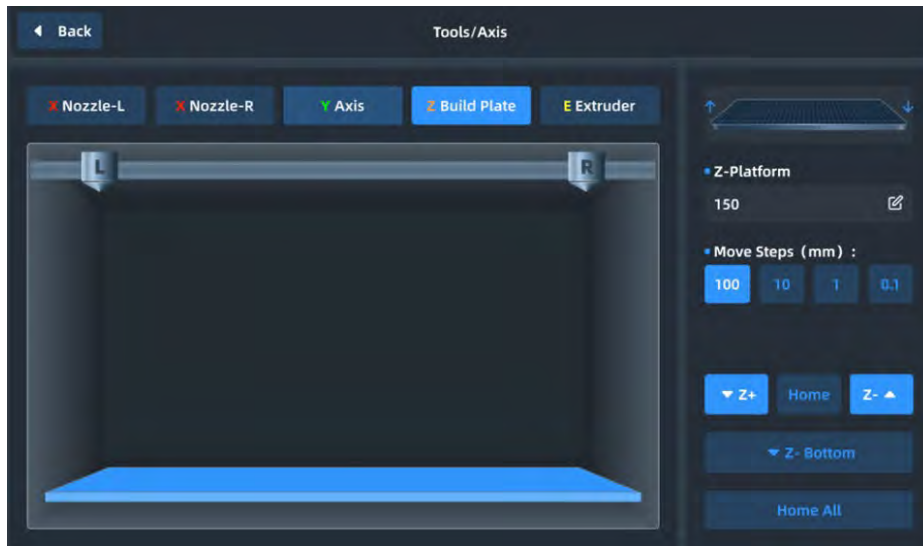 Back
Tools/Axis
X Nozzle-L
X Nozzle-R
Y Axis
Z Build Plate
E Extruder
L
R
Z-Platform
150
Move Steps (mm) :
100 10 1 0.1
Z+ Home Z-
Z- Bottom
Home All